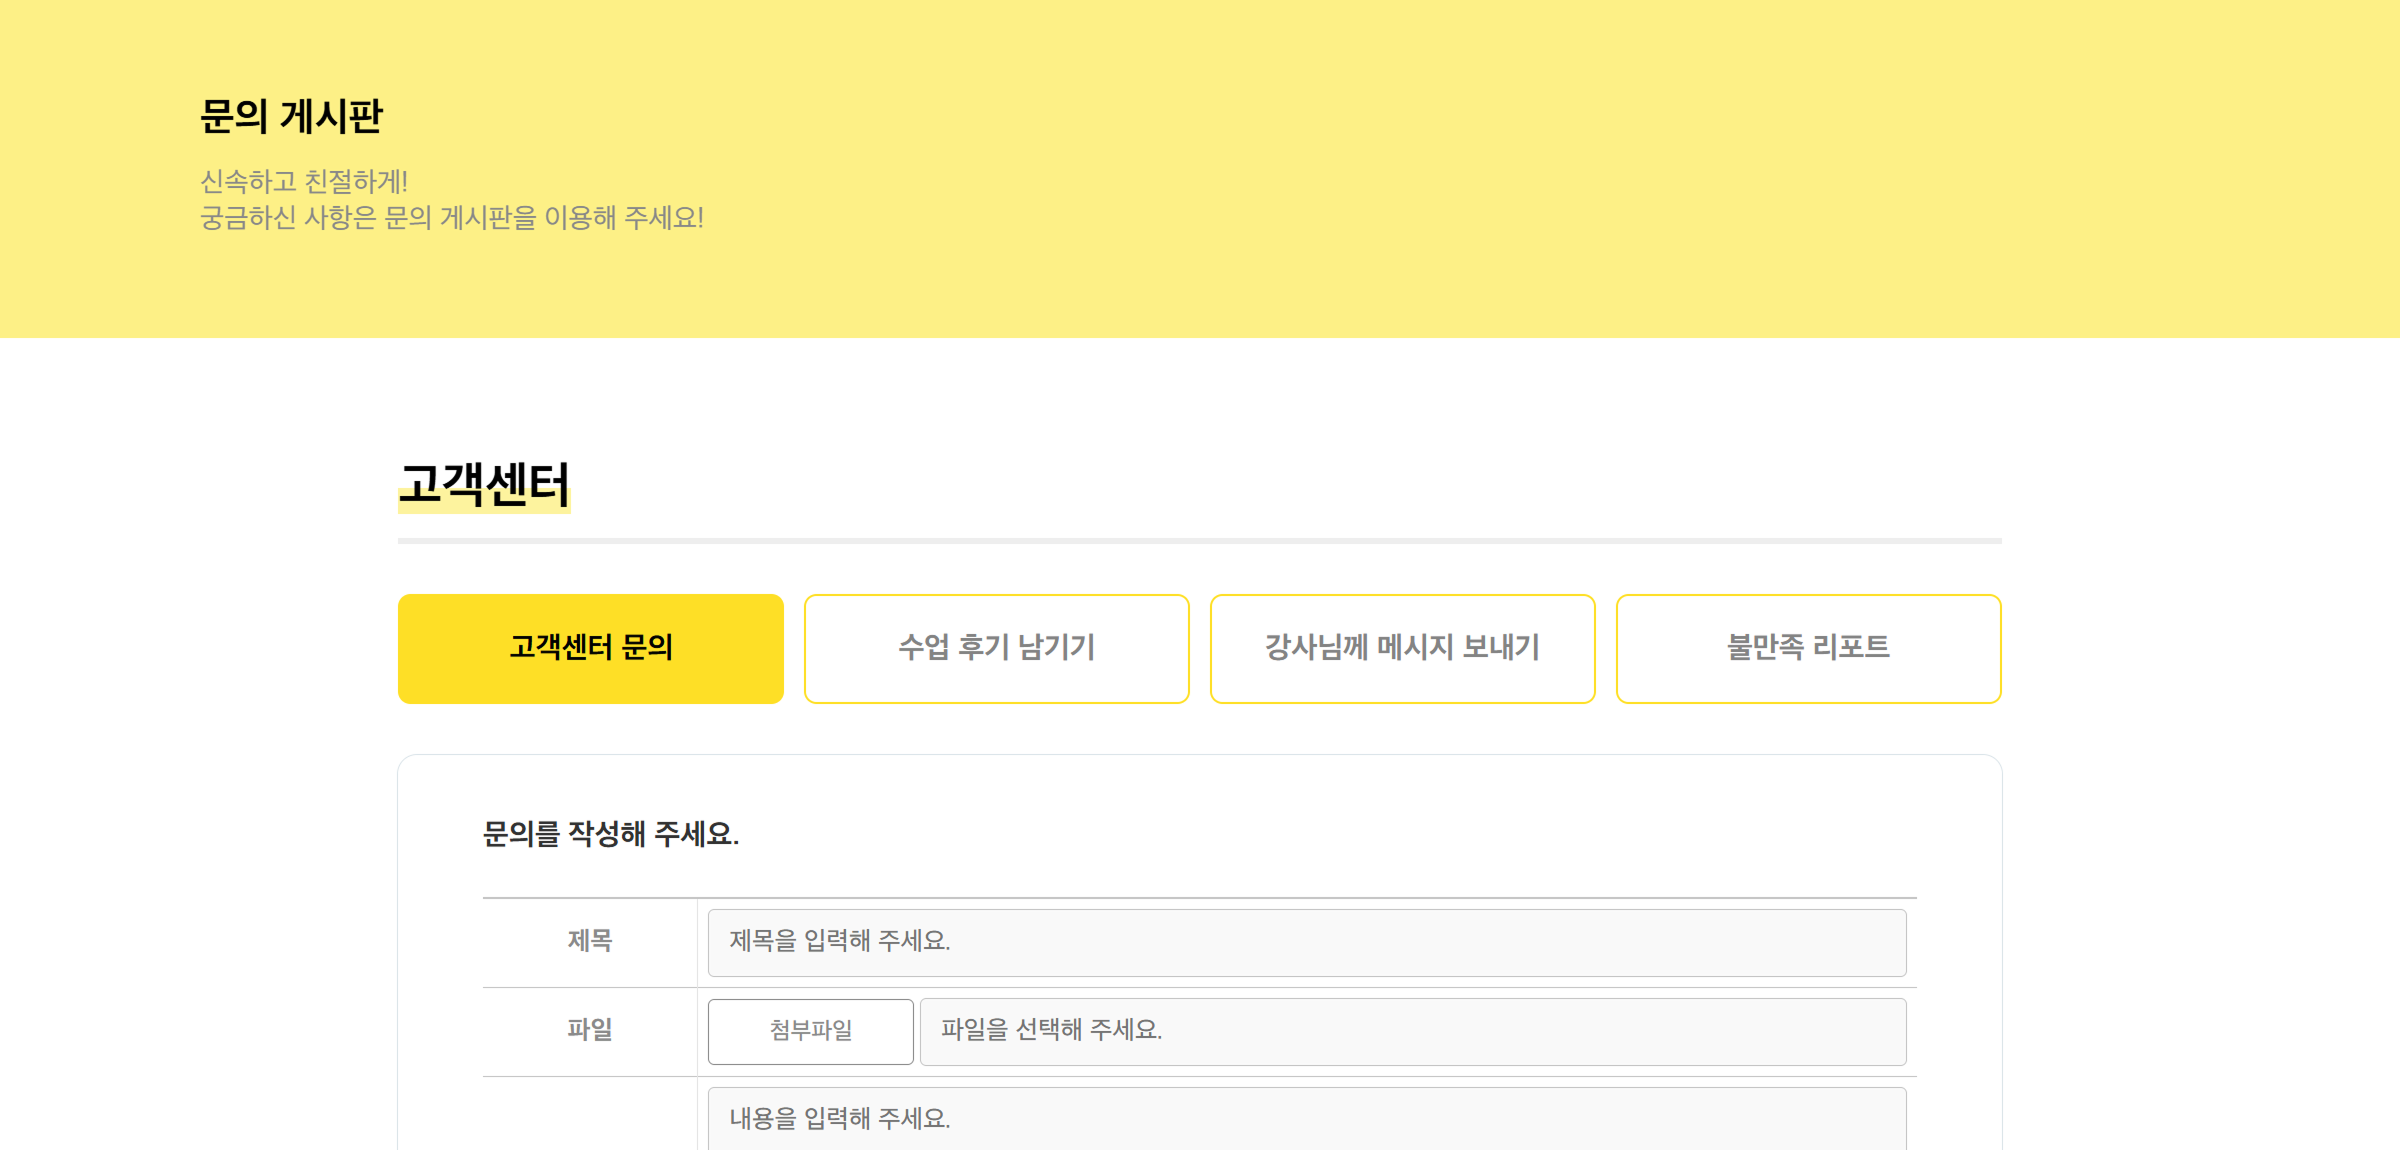 문의 게시판
신속하고 친절하게!
궁금하신 사항은 문의 게시판을 이용해 주세요!
고객센터
고객센터 문의
수업 후기 남기기
강사님께 메시지 보내기
불만족 리포트
문의를 작성해 주세요.
제목
제목을 입력해 주세요.
파일
첨부파일
파일을 선택해 주세요.
내용을 입력해 주세요.